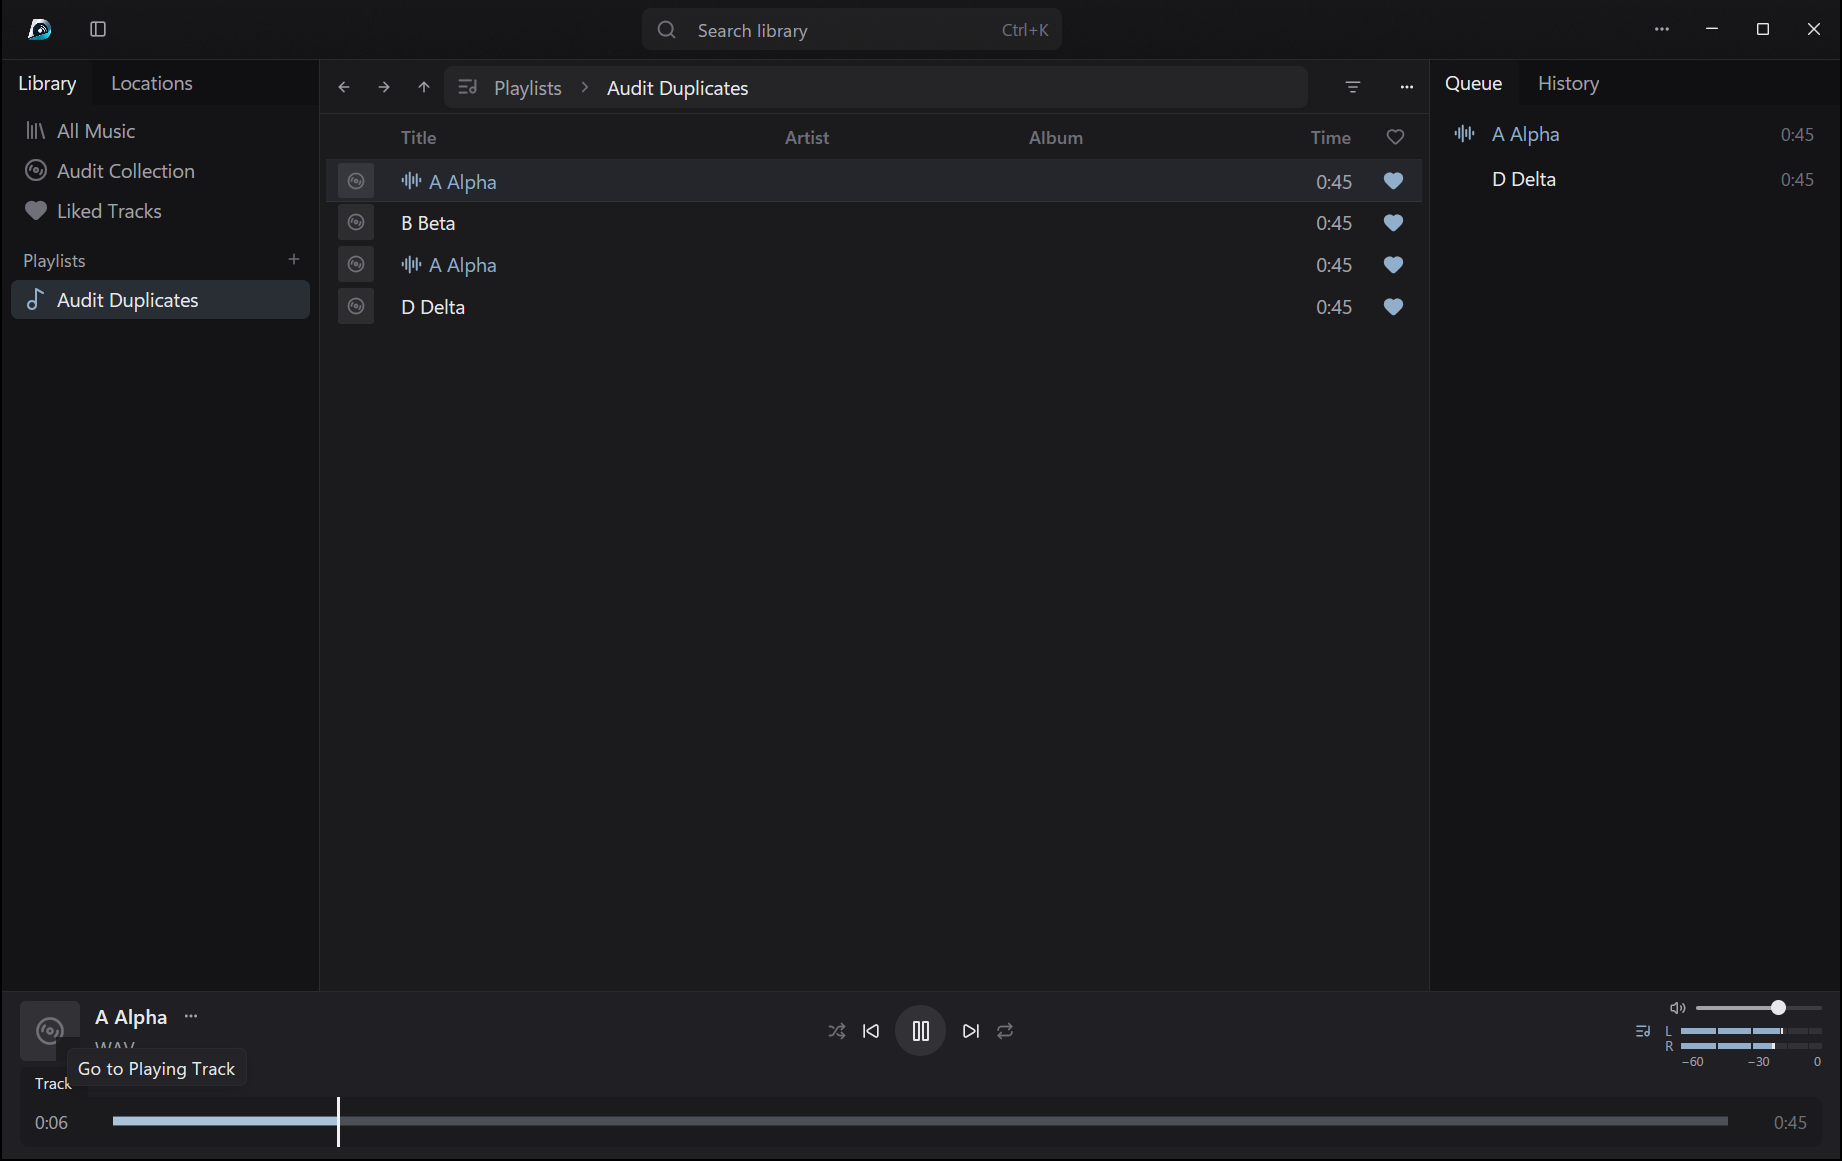 Search library Ctrl+K
Library Locations
All Music
Audit Collection
Liked Tracks
Playlists
Audit Duplicates
Playlists Audit Duplicates
Title Artist Album Time
A Alpha 0:45
B Beta 0:45
A Alpha 0:45
D Delta 0:45
Queue History
A Alpha 0:45
D Delta 0:45
A Alpha
WAV
Go to Playing Track
Track
0:06 0:45
L
R
−60 −30 0